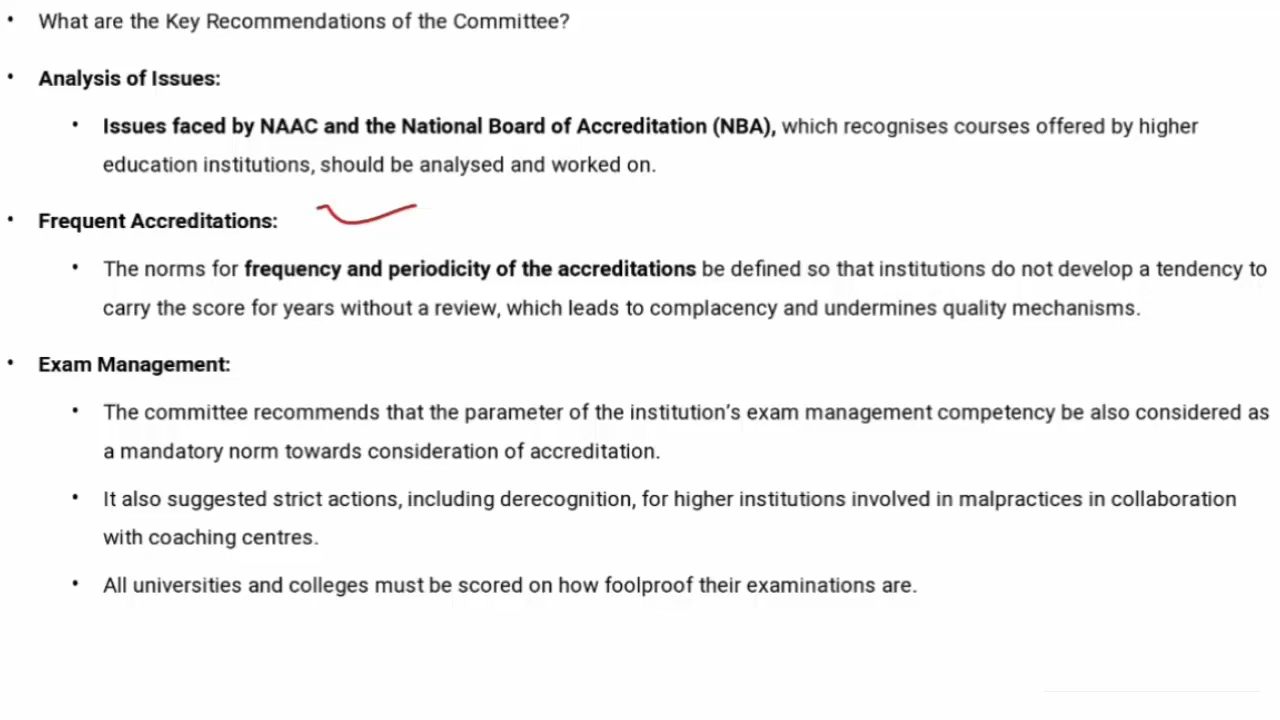 • What are the Key Recommendations of the Committee?
• Analysis of Issues:
• Issues faced by NAAC and the National Board of Accreditation (NBA), which recognises courses offered by higher
education institutions, should be analysed and worked on.
• Frequent Accreditations:
• The norms for frequency and periodicity of the accreditations be defined so that institutions do not develop a tendency to
carry the score for years without a review, which leads to complacency and undermines quality mechanisms.
• Exam Management:
• The committee recommends that the parameter of the institution's exam management competency be also considered as
a mandatory norm towards consideration of accreditation.
• It also suggested strict actions, including derecognition, for higher institutions involved in malpractices in collaboration
with coaching centres.
• All universities and colleges must be scored on how foolproof their examinations are.